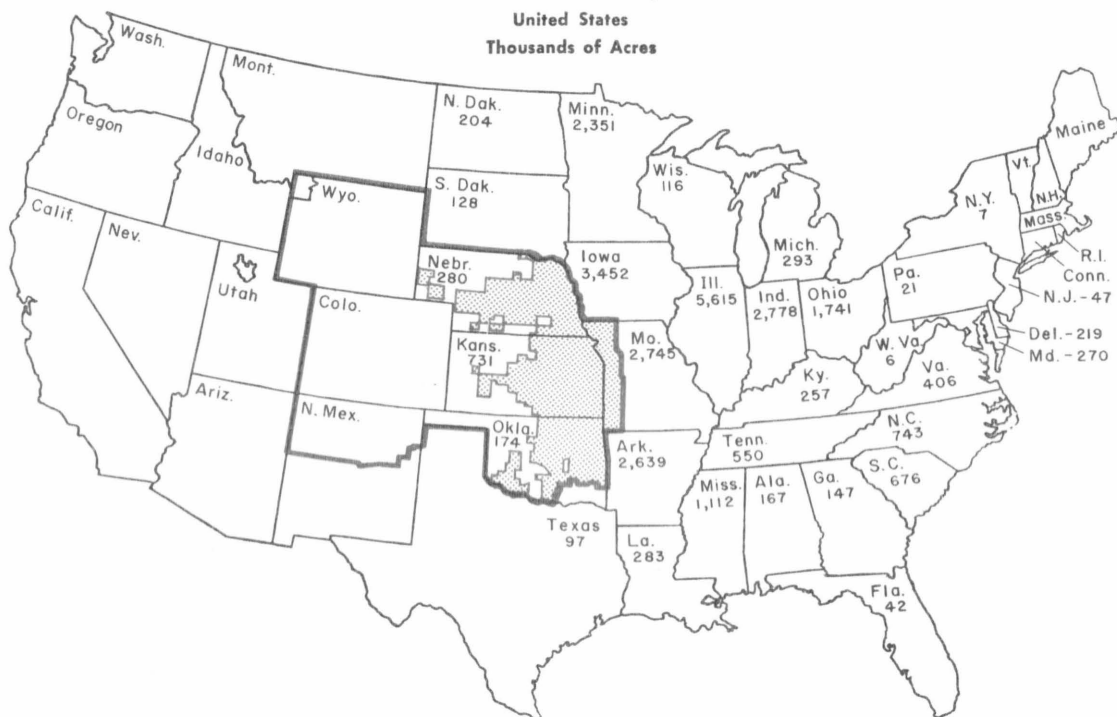 United States
Thousands of Acres
Wash.
Mont.
N. Dak.
204
Minn.
2,351
Maine
Oregon
Idaho
Wis.
116
Vt.
N.H.
Wyo.
S. Dak.
128
N.Y.
7
Mass.
Calif.
Nev.
Mich.
293
R.I.
Conn.
Nebr.
280
Iowa
3,452
Pa.
21
N.J.-47
Utah
Colo.
Ill.
5,615
Ind.
2,778
Ohio
1,741
Del.-219
Md.-270
Kans.
731
Mo.
2,745
W. Va.
6
Va.
406
Ky.
257
Ariz.
N. Mex.
Okla.
174
N.C.
743
Tenn.
550
Ark.
2,639
S.C.
676
Miss.
1,112
Ala.
167
Ga.
147
Texas
97
La.
283
Fla.
42